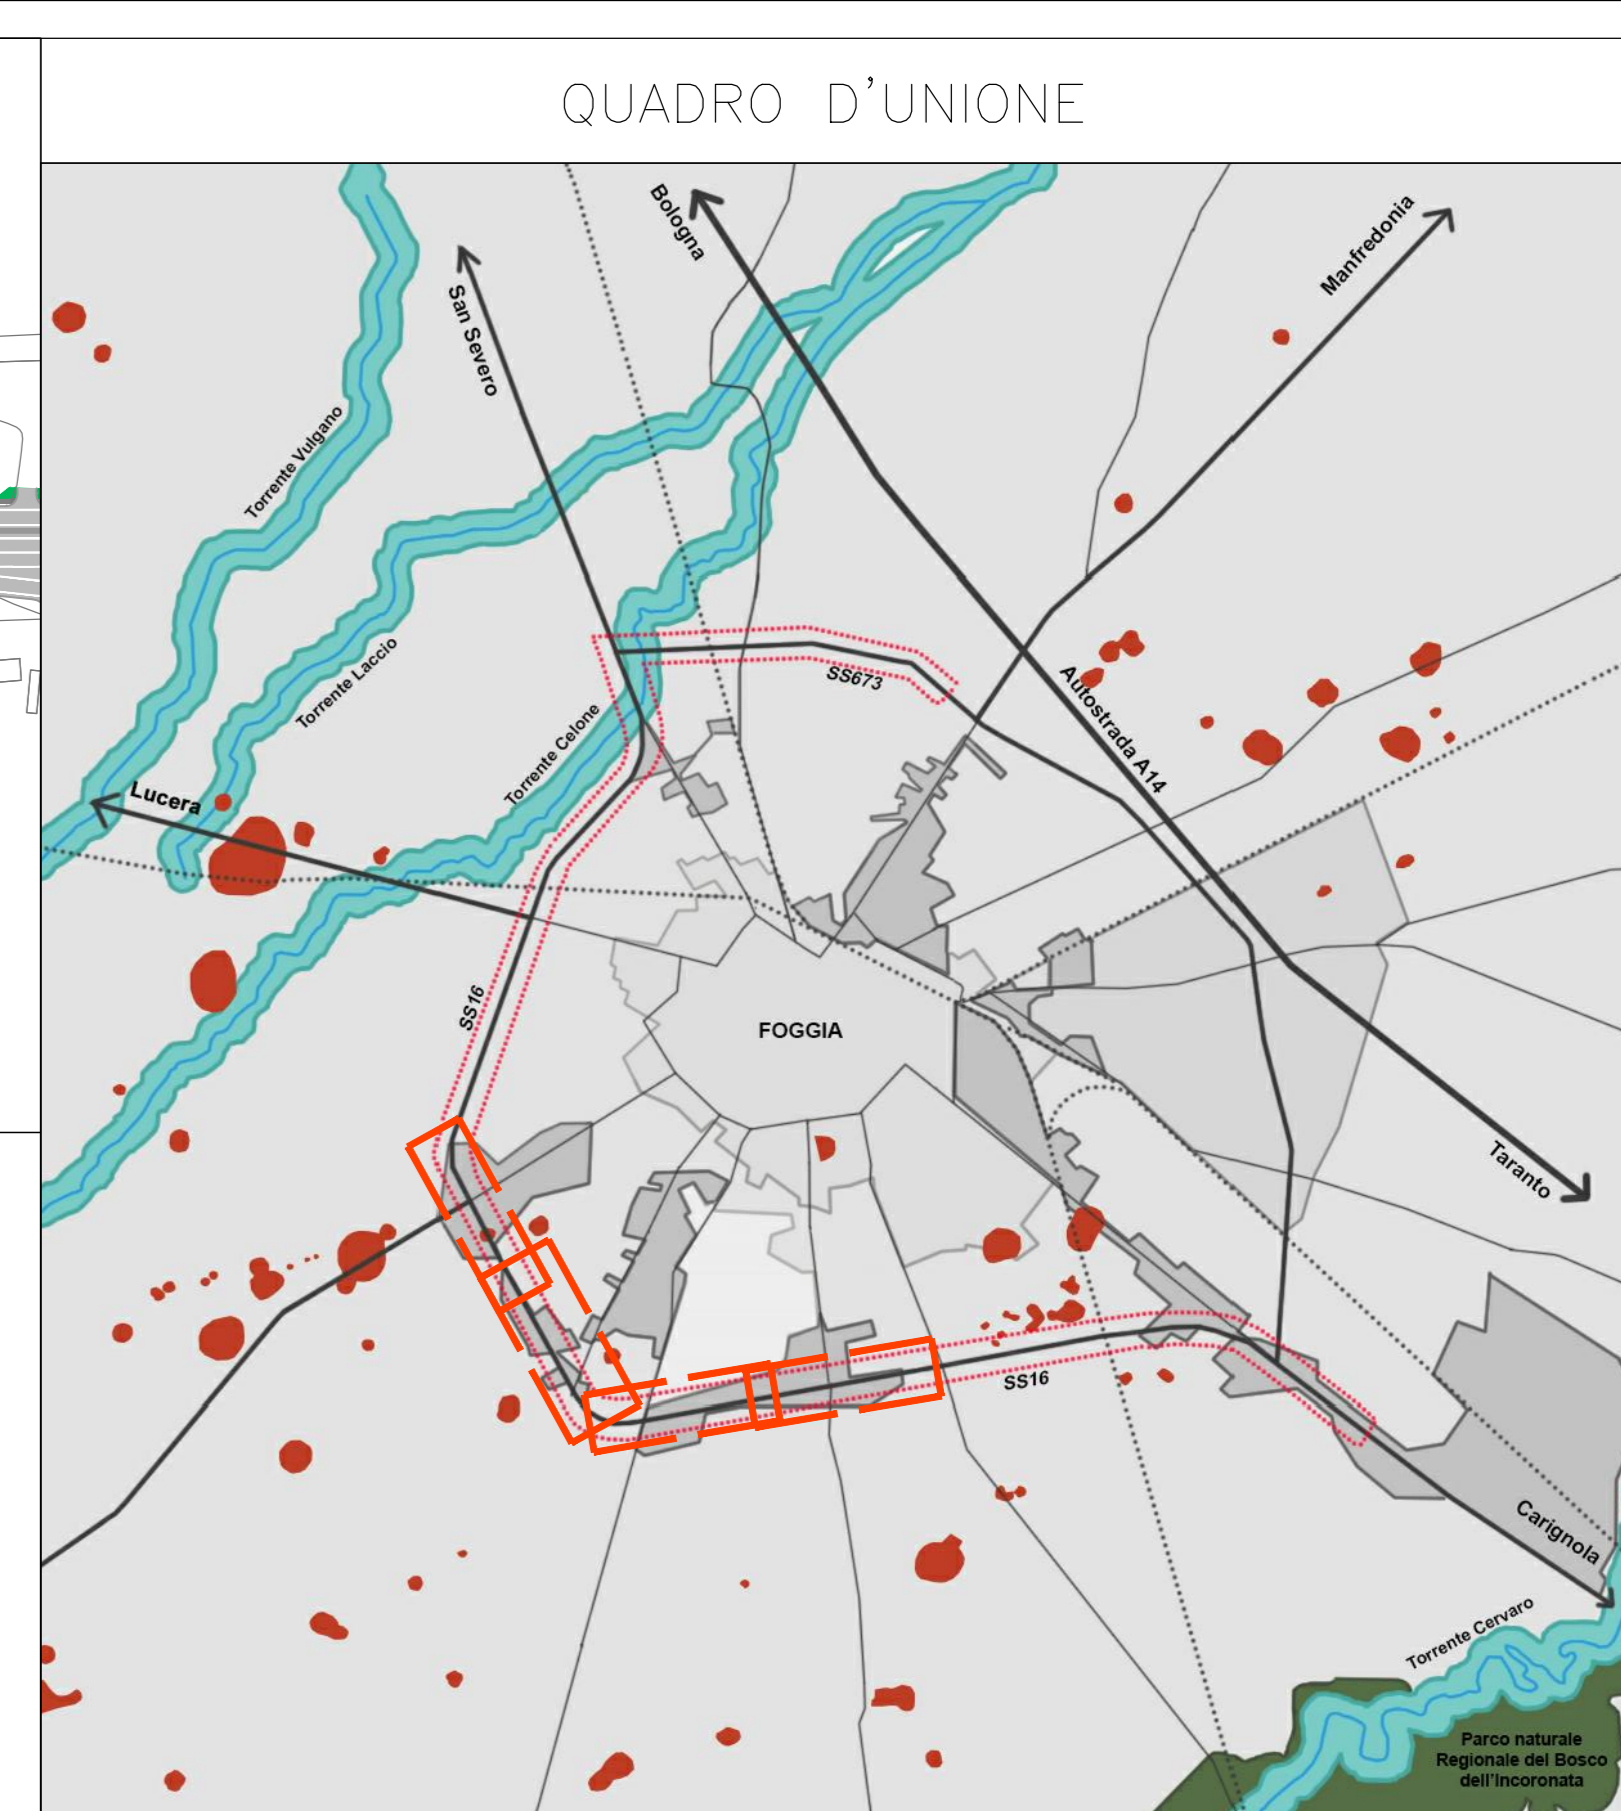 QUADRO D'UNIONE
Bologna
Manfredonia
San Severo
Torrente Vulgano
Torrente Laccio
SS673
Autostrada A14
Torrente Celone
Lucera
SS16
FOGGIA
Taranto
SS16
Carignola
Torrente Cervaro
Parco naturale
Regionale del Bosco
dell'Incoronata